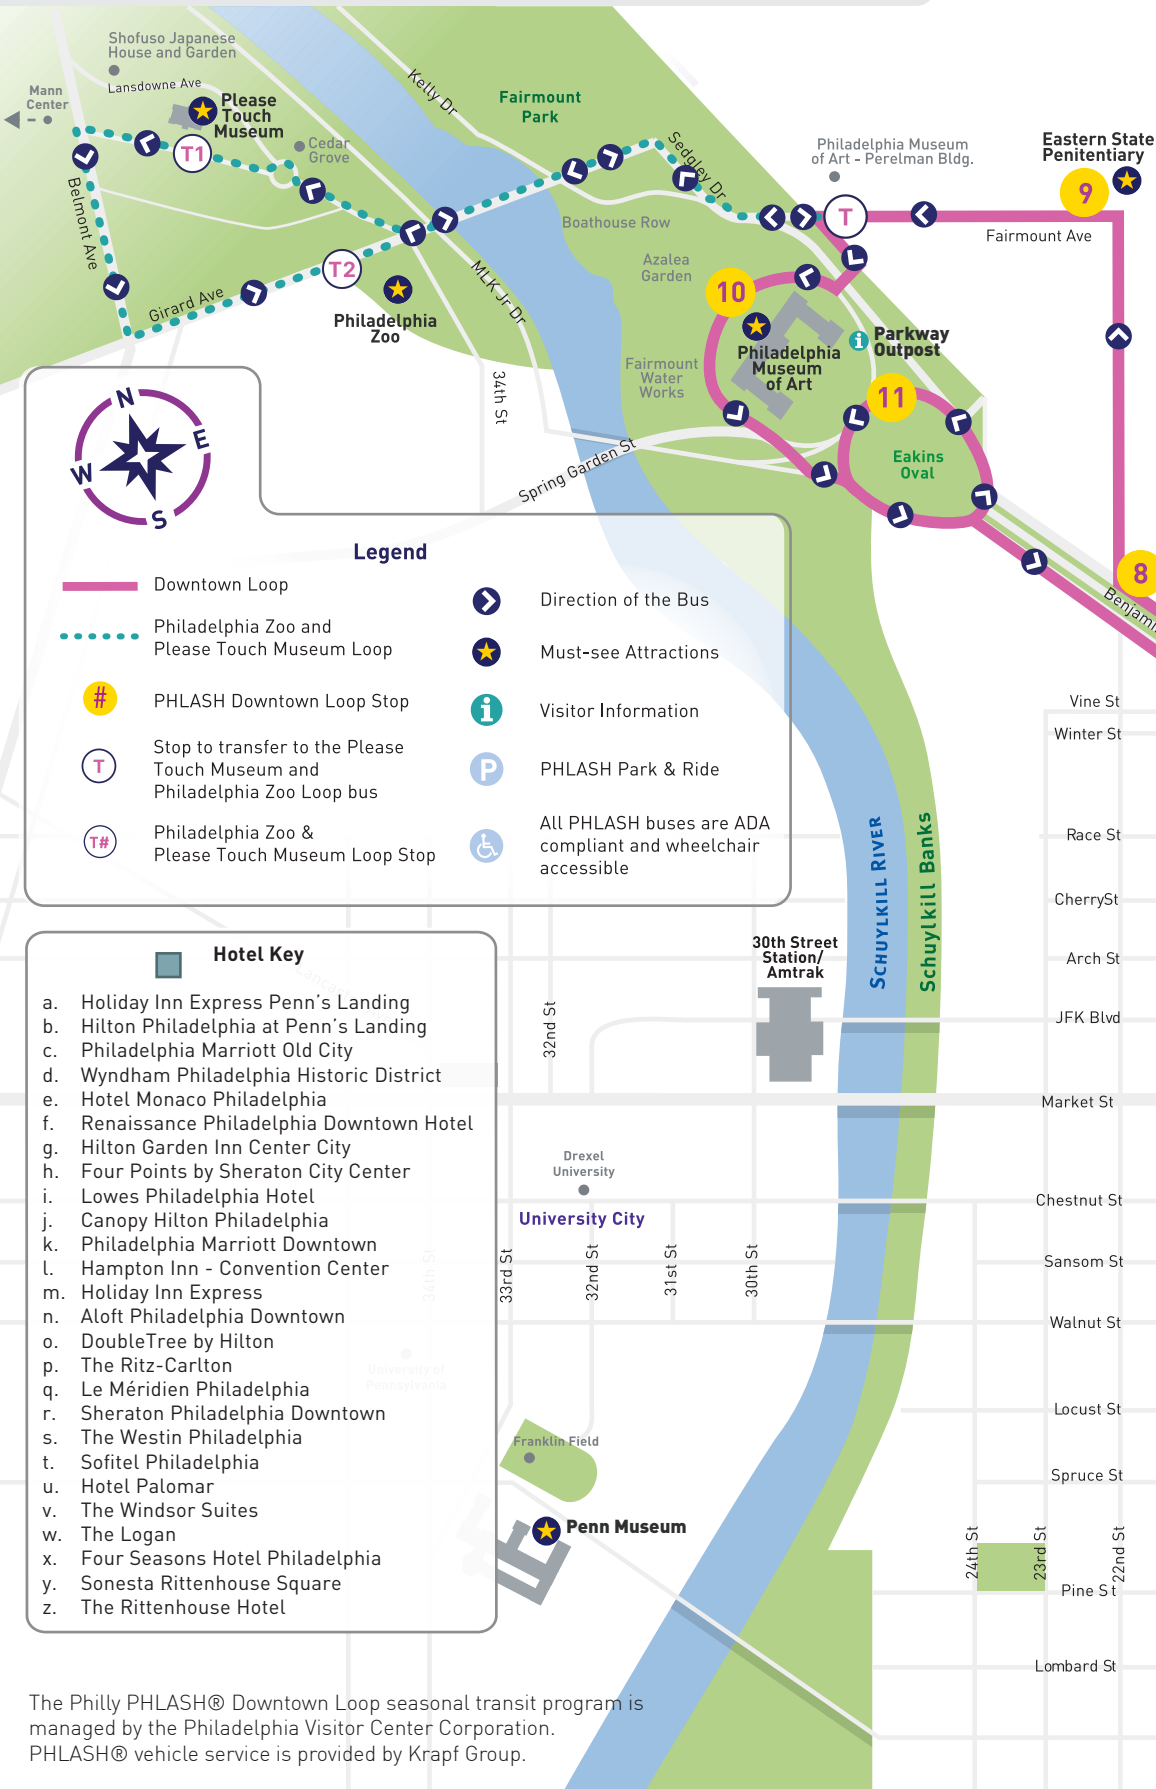 Shofuso Japanese
House and Garden
Lansdowne Ave
Mann
Center
Please
Touch
Museum
T1
Cedar
Grove
Kelly Dr
Fairmount
Park
Sedgley Dr
Philadelphia Museum
of Art - Perelman Bldg.
Eastern State
Penitentiary
9
T
Fairmount Ave
Belmont Ave
Boathouse Row
T2
Girard Ave
MLK Jr Dr
Azalea
Garden
10
Philadelphia
Zoo
Parkway
Outpost
Philadelphia
Museum
of Art
Fairmount
Water
Works
11
34th St
Spring Garden St
Eakins
Oval
8
Benjamin
N
E
W
S
Legend
Downtown Loop
Philadelphia Zoo and
Please Touch Museum Loop
#
PHLASH Downtown Loop Stop
T
Stop to transfer to the Please
Touch Museum and
Philadelphia Zoo Loop bus
T#
Philadelphia Zoo &
Please Touch Museum Loop Stop
Direction of the Bus
Must-see Attractions
i
Visitor Information
P
PHLASH Park & Ride
All PHLASH buses are ADA
compliant and wheelchair
accessible
Vine St
Winter St
Race St
CherrySt
Arch St
JFK Blvd
Market St
Chestnut St
Sansom St
Walnut St
Locust St
Spruce St
Pine St
Lombard St
24th St
23rd St
22nd St
SCHUYLKILL RIVER
Schuylkill Banks
30th Street
Station/
Amtrak
32nd St
Drexel
University
University City
34th St
33rd St
32nd St
31st St
30th St
University of
Pennsylvania
Franklin Field
Penn Museum
Hotel Key
a. Holiday Inn Express Penn's Landing
b. Hilton Philadelphia at Penn's Landing
c. Philadelphia Marriott Old City
d. Wyndham Philadelphia Historic District
e. Hotel Monaco Philadelphia
f. Renaissance Philadelphia Downtown Hotel
g. Hilton Garden Inn Center City
h. Four Points by Sheraton City Center
i. Lowes Philadelphia Hotel
j. Canopy Hilton Philadelphia
k. Philadelphia Marriott Downtown
l. Hampton Inn - Convention Center
m. Holiday Inn Express
n. Aloft Philadelphia Downtown
o. DoubleTree by Hilton
p. The Ritz-Carlton
q. Le Méridien Philadelphia
r. Sheraton Philadelphia Downtown
s. The Westin Philadelphia
t. Sofitel Philadelphia
u. Hotel Palomar
v. The Windsor Suites
w. The Logan
x. Four Seasons Hotel Philadelphia
y. Sonesta Rittenhouse Square
z. The Rittenhouse Hotel
The Philly PHLASH® Downtown Loop seasonal transit program is
managed by the Philadelphia Visitor Center Corporation.
PHLASH® vehicle service is provided by Krapf Group.